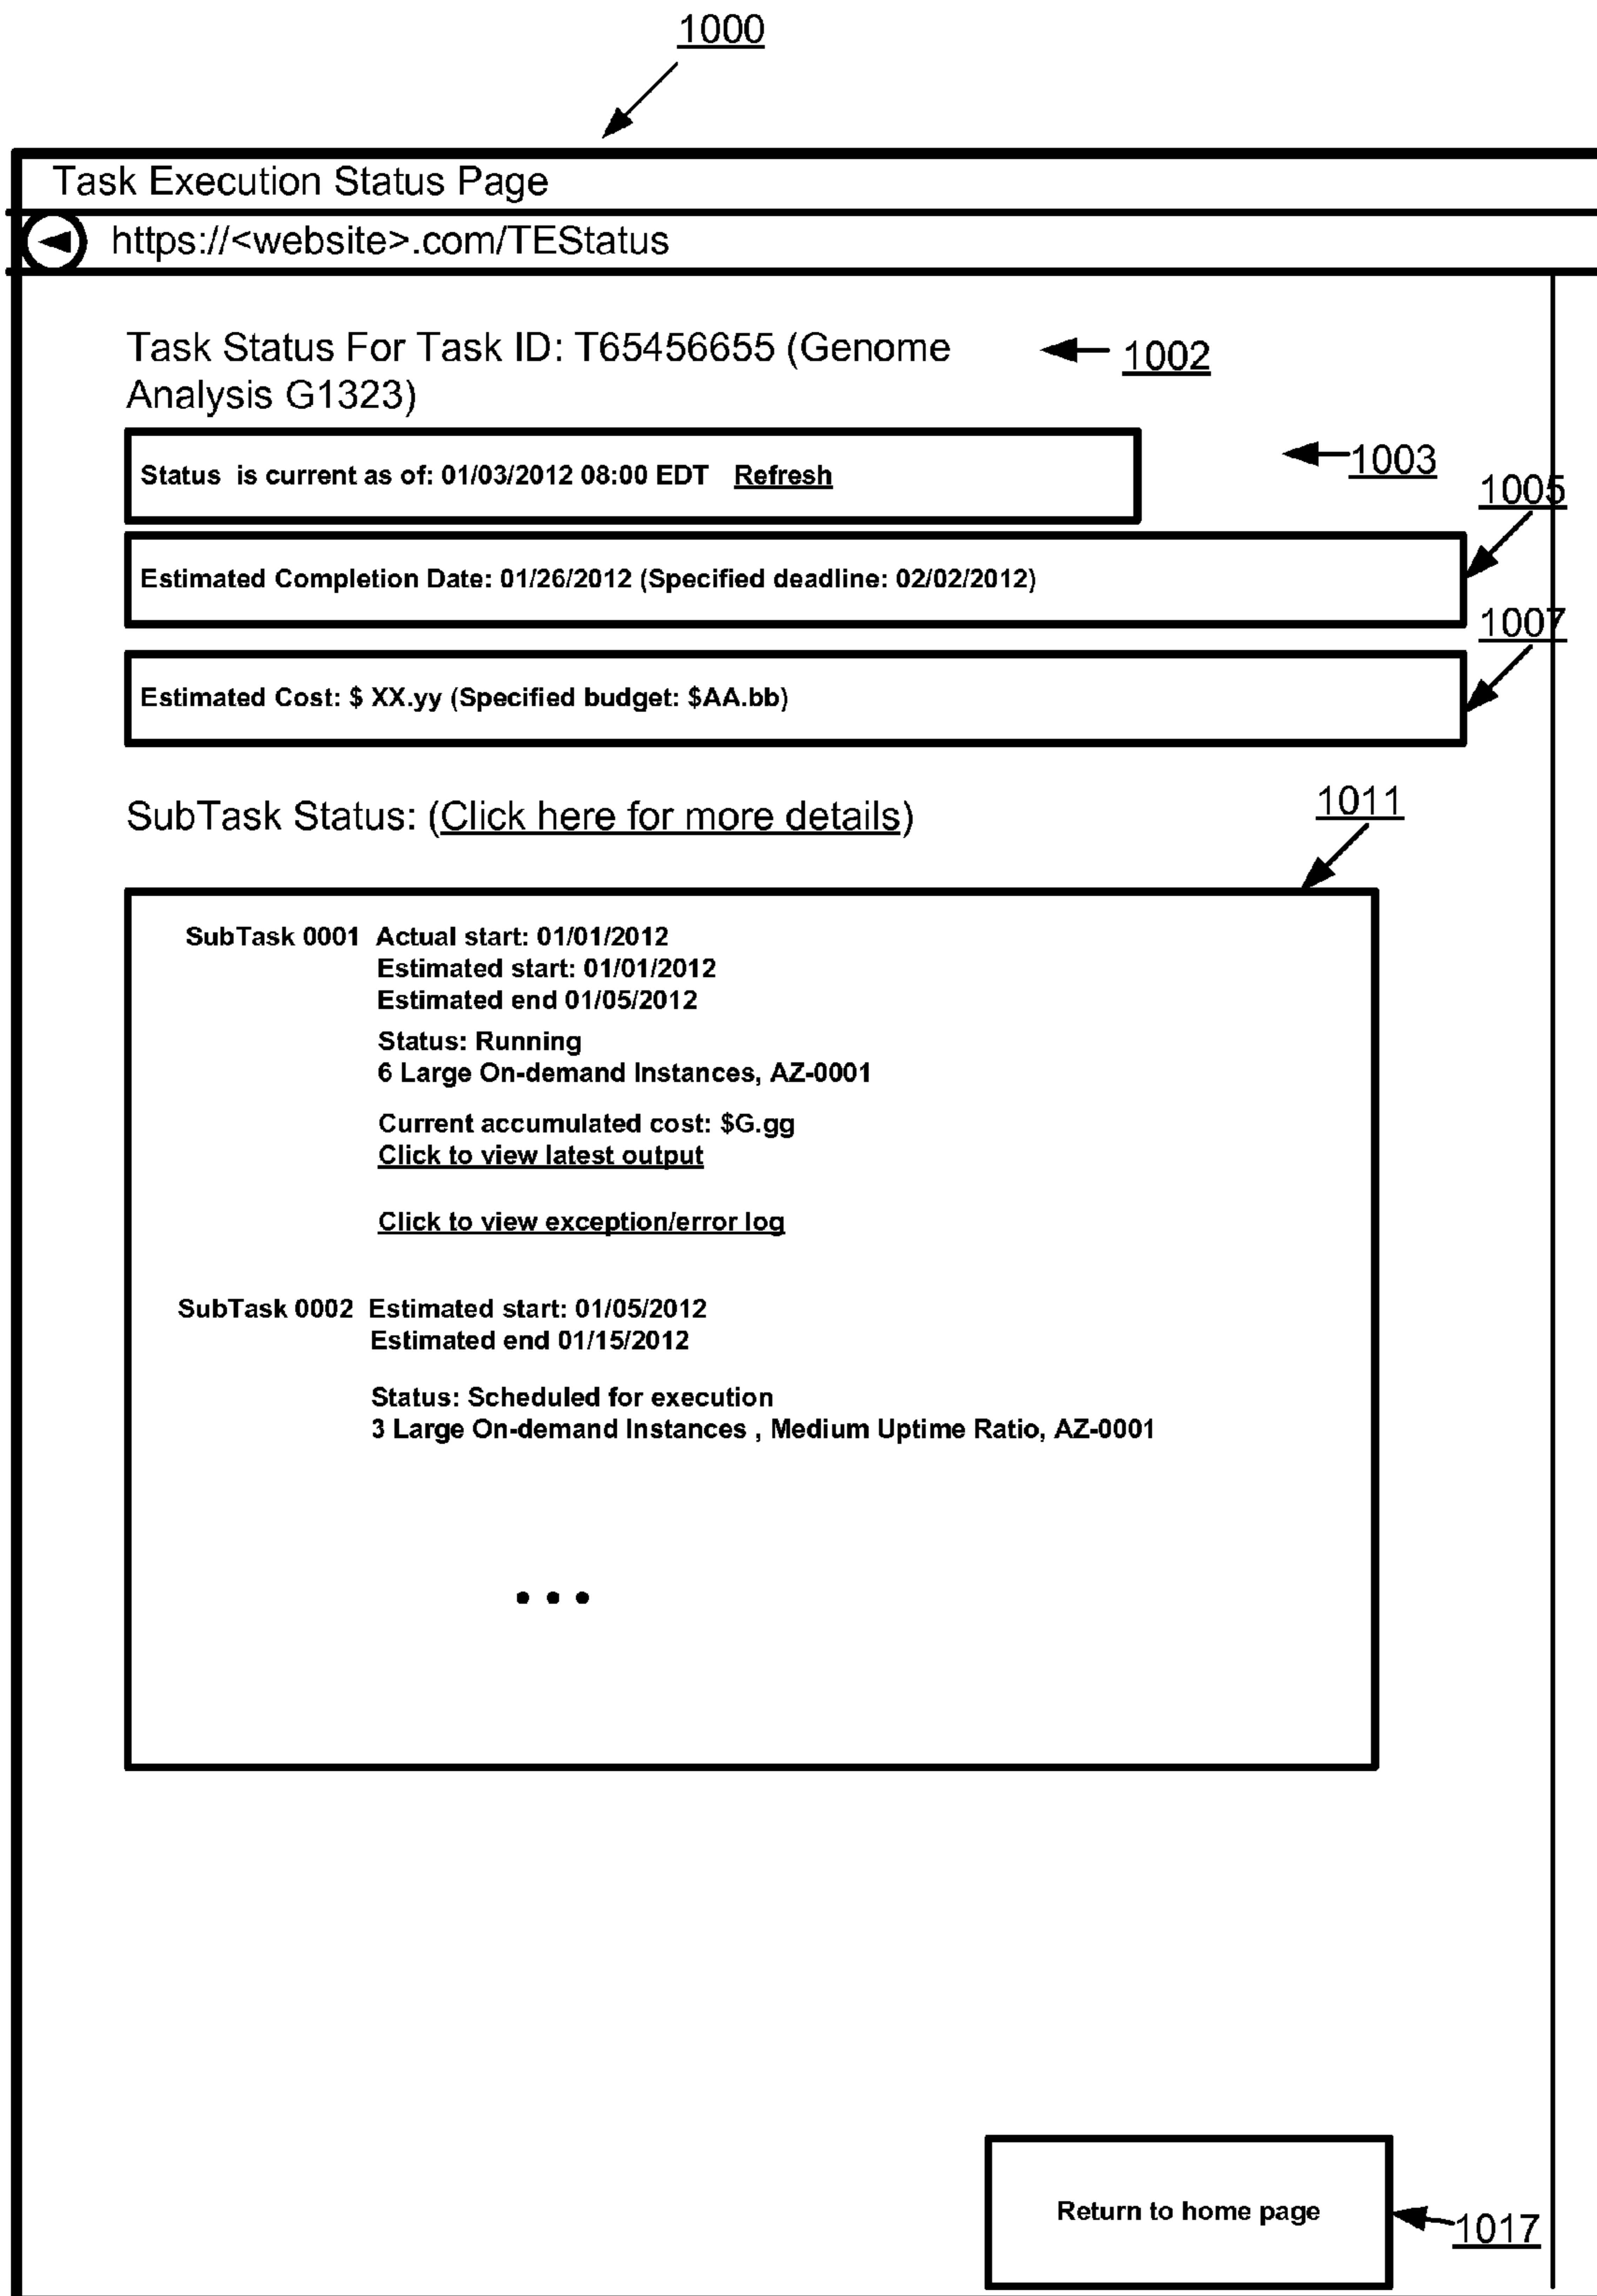 1000
Task Execution Status Page
https://<website>.com/TEStatus
Task Status For Task ID: T65456655 (Genome
Analysis G1323)
1002
Status is current as of: 01/03/2012 08:00 EDT Refresh
1003
1005
Estimated Completion Date: 01/26/2012 (Specified deadline: 02/02/2012)
1007
Estimated Cost: $ XX.yy (Specified budget: $AA.bb)
SubTask Status: (Click here for more details)
1011
SubTask 0001 Actual start: 01/01/2012
Estimated start: 01/01/2012
Estimated end 01/05/2012
Status: Running
6 Large On-demand Instances, AZ-0001
Current accumulated cost: $G.gg
Click to view latest output
Click to view exception/error log
SubTask 0002 Estimated start: 01/05/2012
Estimated end 01/15/2012
Status: Scheduled for execution
3 Large On-demand Instances , Medium Uptime Ratio, AZ-0001
• • •
Return to home page
1017